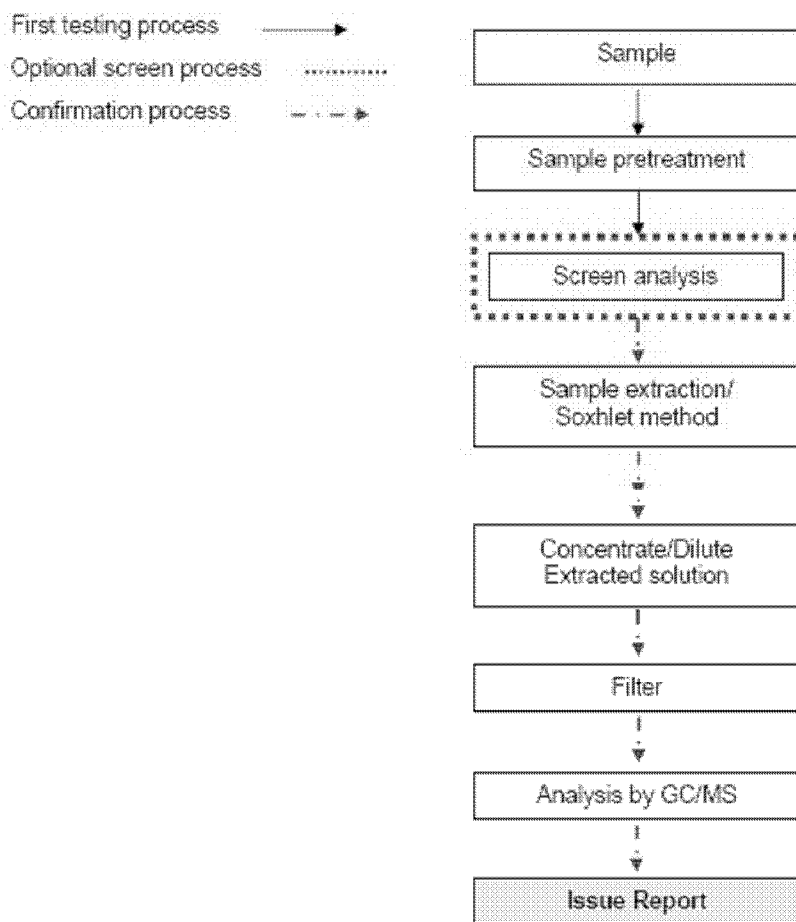 First testing process
Optional screen process
Confirmation process
Sample
Sample pretreatment
Screen analysis
Sample extraction/
Soxhlet method
Concentrate/Dilute
Extracted solution
Filter
Analysis by GC/MS
Issue Report